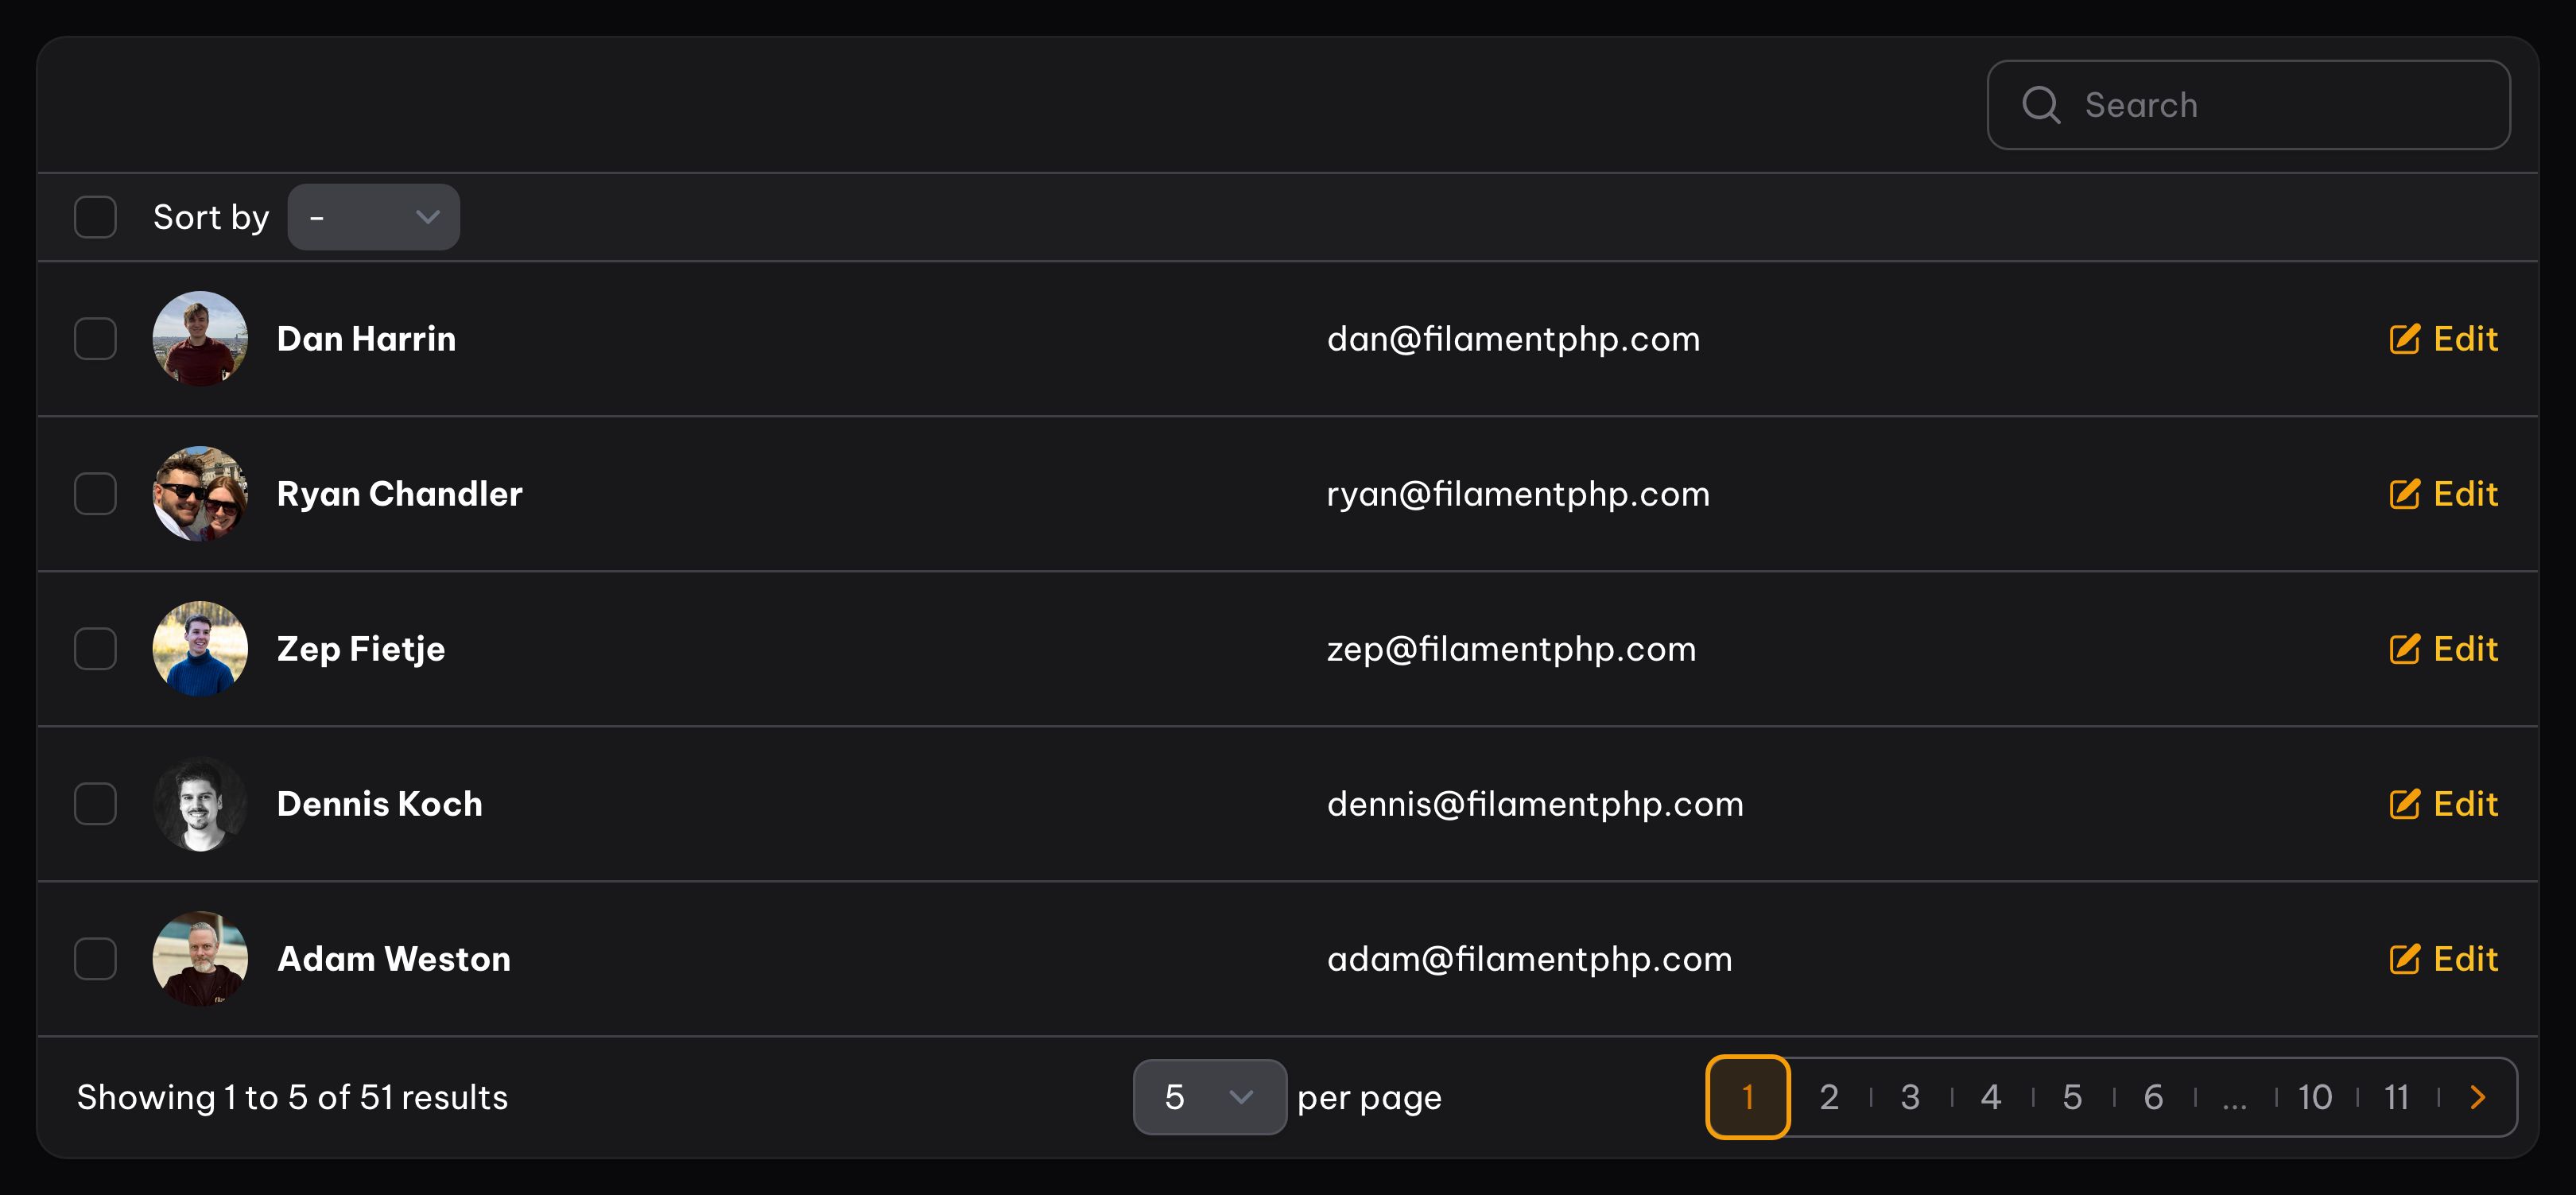 Search
Sort by -
Dan Harrin dan@filamentphp.com Edit
Ryan Chandler ryan@filamentphp.com Edit
Zep Fietje zep@filamentphp.com Edit
Dennis Koch dennis@filamentphp.com Edit
Adam Weston adam@filamentphp.com Edit
Showing 1 to 5 of 51 results 5 per page 1 2 3 4 5 6 ... 10 11